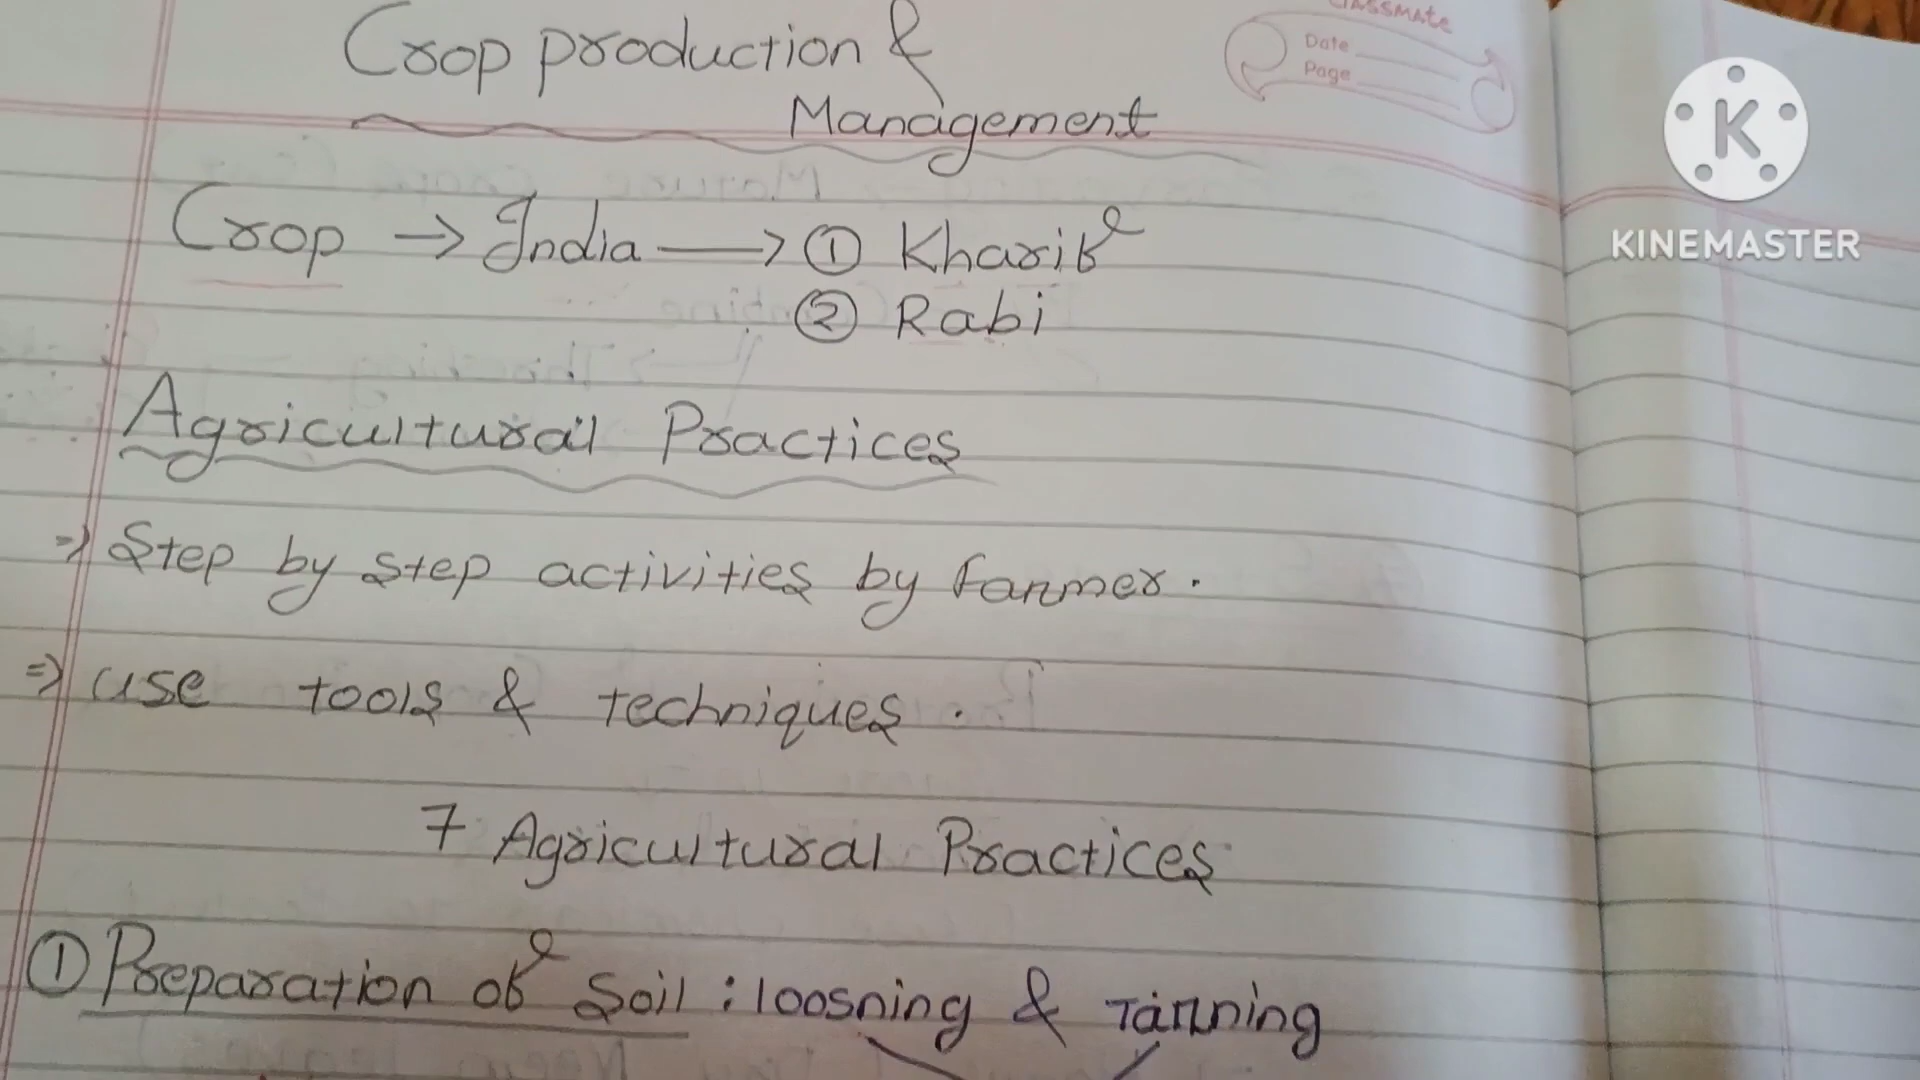 Crop production &
Management
classmate
Date
Page
KINEMASTER
Crop → India → ① Kharif
② Rabi
Agricultural Practices
⇒ Step by step activities by farmer.
⇒ use tools & techniques.
7 Agricultural Practices
① Preparation of Soil : loosning &